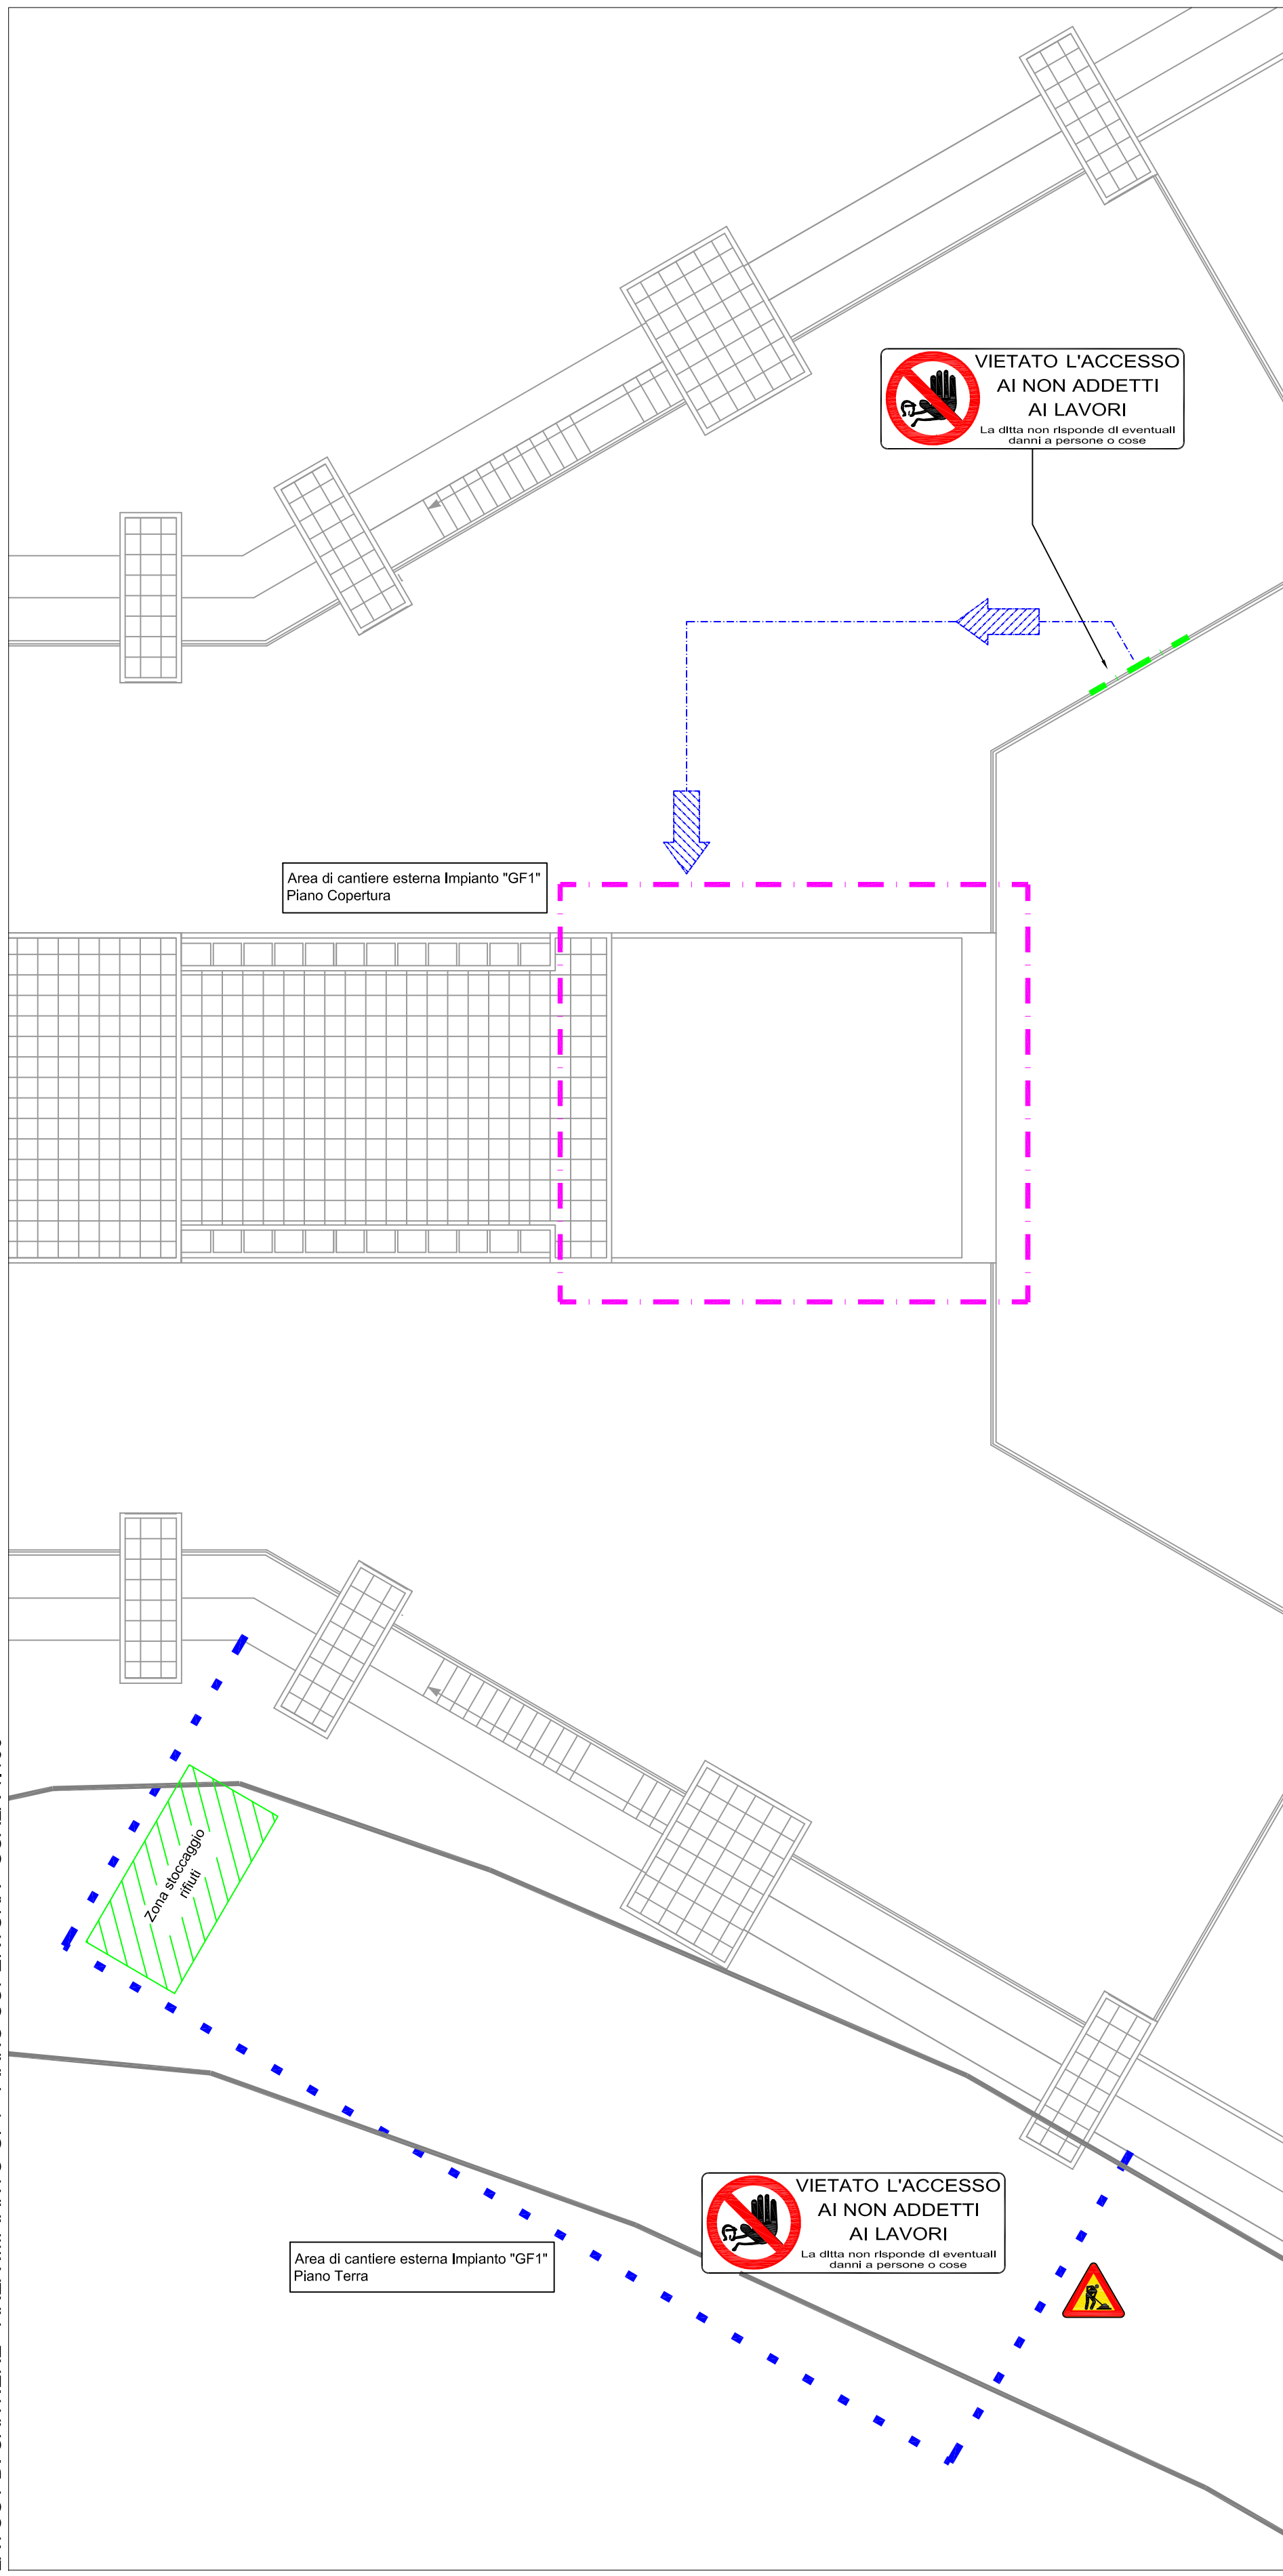 VIETATO L'ACCESSO
AI NON ADDETTI
AI LAVORI
La ditta non risponde di eventuali
danni a persone o cose
Area di cantiere esterna Impianto "GF1"
Piano Copertura
Zona stoccaggio
rifiuti
VIETATO L'ACCESSO
AI NON ADDETTI
AI LAVORI
La ditta non risponde di eventuali
danni a persone o cose
Area di cantiere esterna Impianto "GF1"
Piano Terra